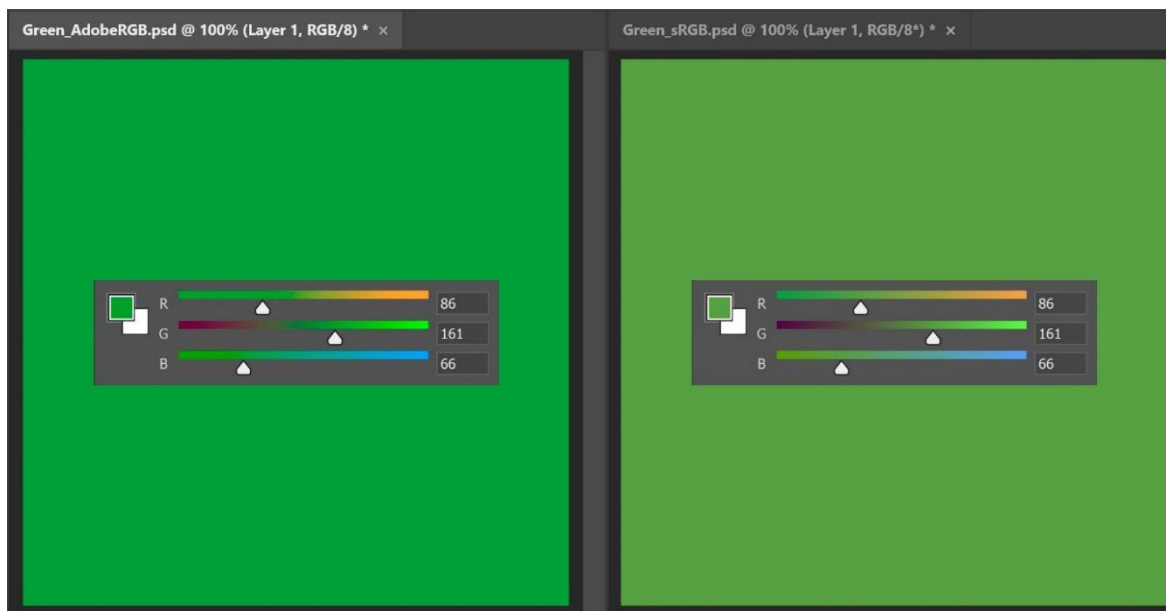 Green_AdobeRGB.psd @ 100% (Layer 1, RGB/8) * ×
Green_sRGB.psd @ 100% (Layer 1, RGB/8*) * ×
R 86
G 161
B 66
R 86
G 161
B 66